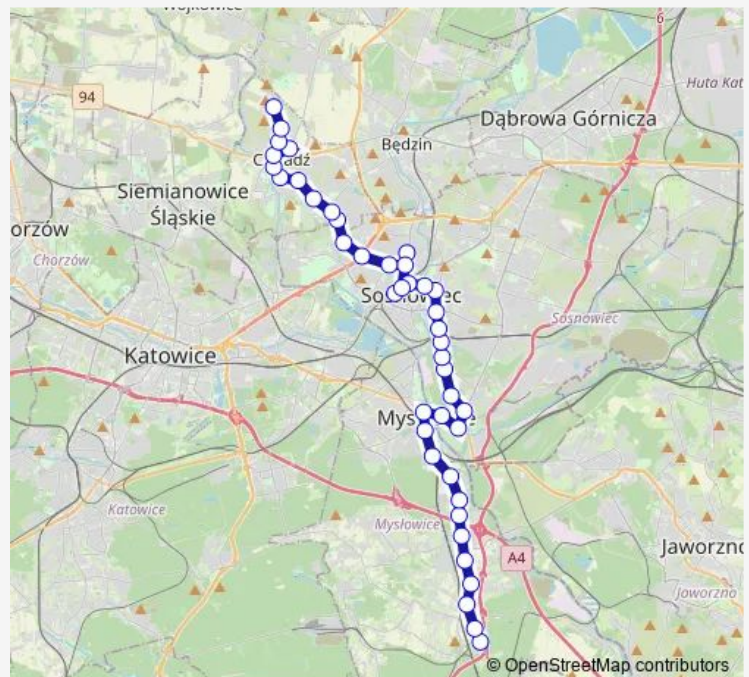 6
94
Huta Kat
Dąbrowa Górnicza
Będzin
Siemianowice
Śląskie
orzów
Chorzów
Sosnowiec
Katowice
A4
Katowice
Mysłowice
Jaworzno
Jaworzno
© OpenStreetMap contributors